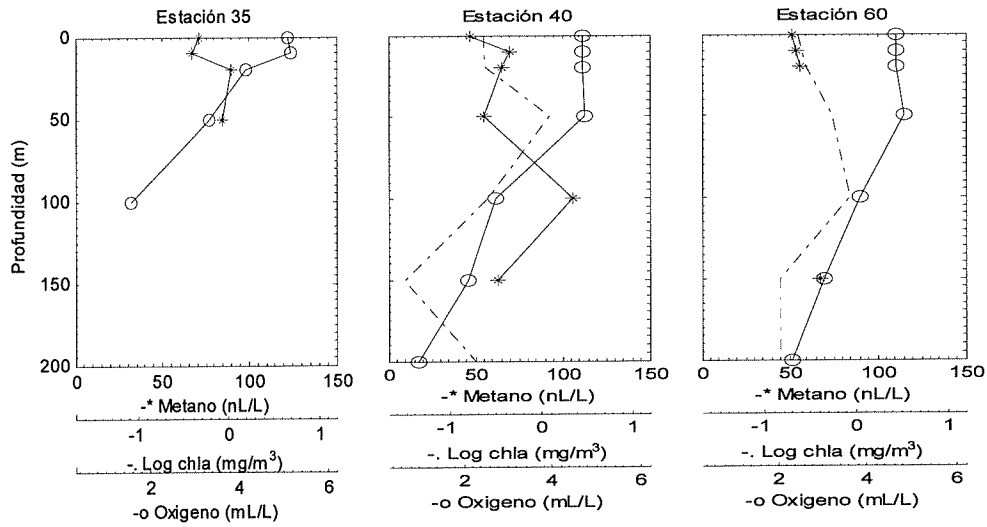 Estación 35 Estación 40 Estación 60
Profundidad (m)
0
50
100
150
200
0 50 100 150 0 50 100 150 0 50 100 150
-* Metano (nL/L) -* Metano (nL/L) -* Metano (nL/L)
-1 0 1 -1 0 1 -1 0 1
-. Log chla (mg/m³) -. Log chla (mg/m³) -. Log chla (mg/m³)
2 4 6 2 4 6 2 4 6
-o Oxigeno (mL/L) -o Oxigeno (mL/L) -o Oxigeno (mL/L)